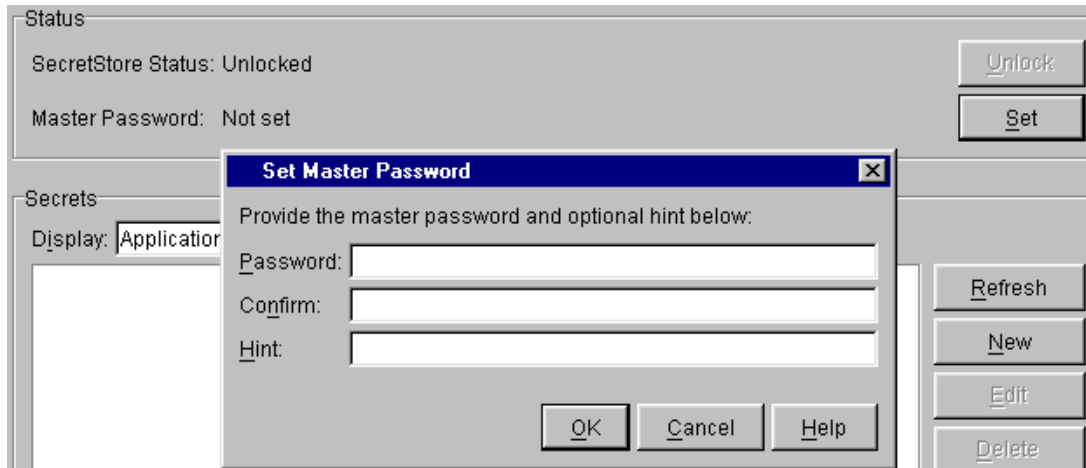 Status
SecretStore Status: Unlocked
Unlock
Master Password: Not set
Set
Set Master Password
Secrets
Provide the master password and optional hint below:
Display: Application
Password:
Confirm:
Hint:
Refresh
New
Edit
Delete
OK Cancel Help